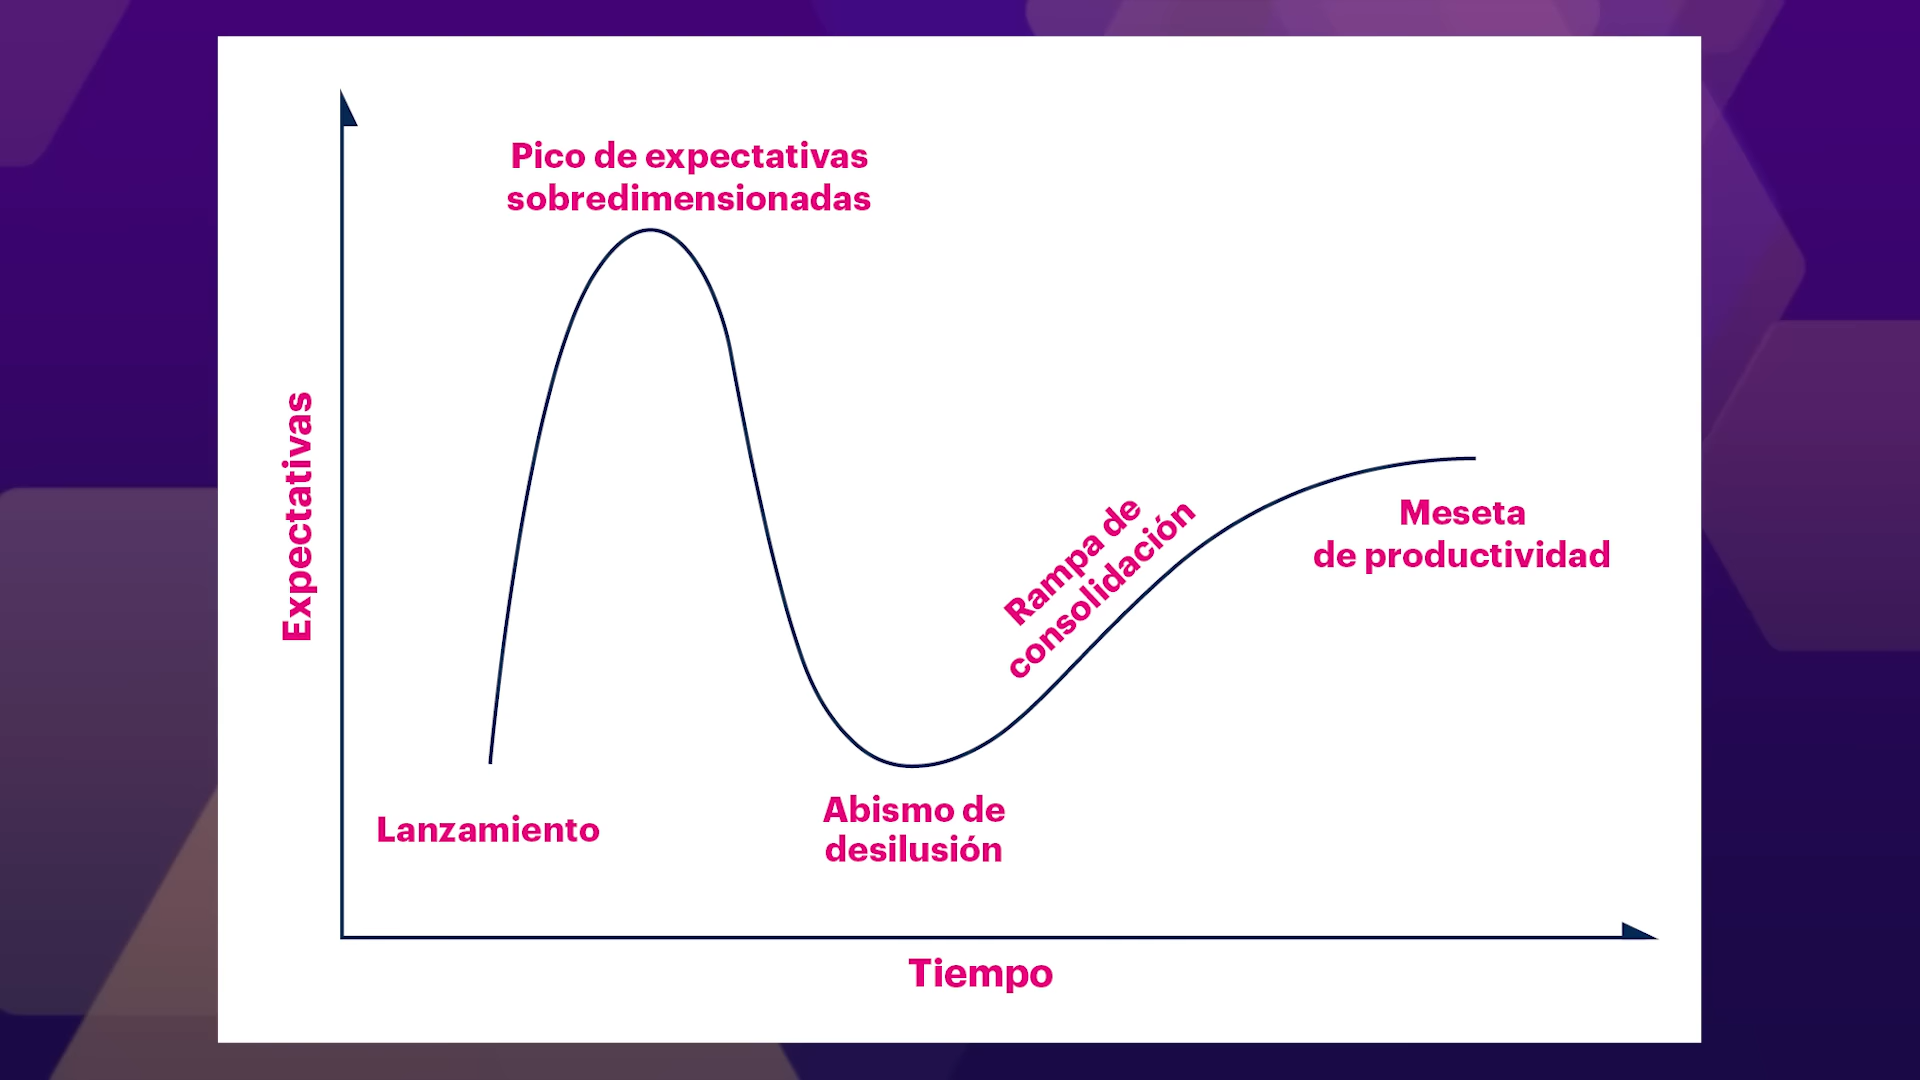 Pico de expectativas
sobredimensionadas
Expectativas
Rampa de
consolidación
Meseta
de productividad
Lanzamiento
Abismo de
desilusión
Tiempo